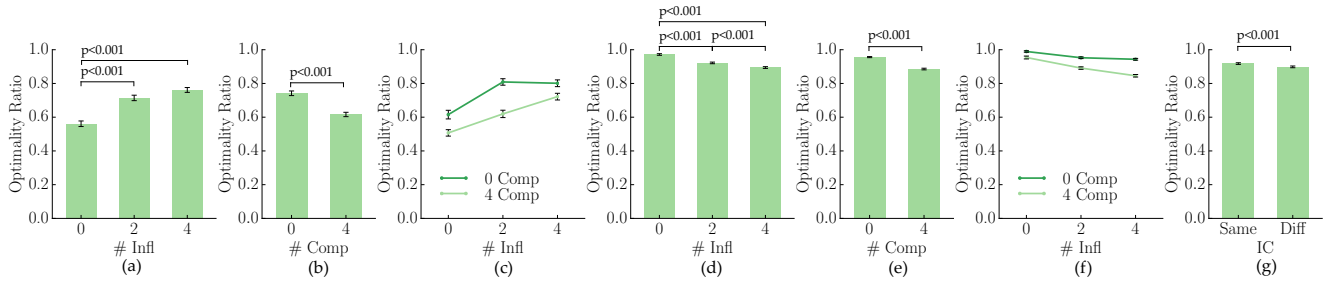 p<0.001
p<0.001
1.0
0.8
0.6
0.4
0.2
0.0
Optimality Ratio
0 2 4
# Infl
(a)
p<0.001
1.0
0.8
0.6
0.4
0.2
0.0
Optimality Ratio
0 4
# Comp
(b)
1.0
0.8
0.6
0.4
0.2
0.0
Optimality Ratio
0 Comp
4 Comp
0 2 4
# Infl
(c)
p<0.001
p<0.001 p<0.001
1.0
0.8
0.6
0.4
0.2
0.0
Optimality Ratio
0 2 4
# Infl
(d)
p<0.001
1.0
0.8
0.6
0.4
0.2
0.0
Optimality Ratio
0 4
# Comp
(e)
1.0
0.8
0.6
0.4
0.2
0.0
Optimality Ratio
0 Comp
4 Comp
0 2 4
# Infl
(f)
p<0.001
1.0
0.8
0.6
0.4
0.2
0.0
Optimality Ratio
Same Diff
IC
(g)